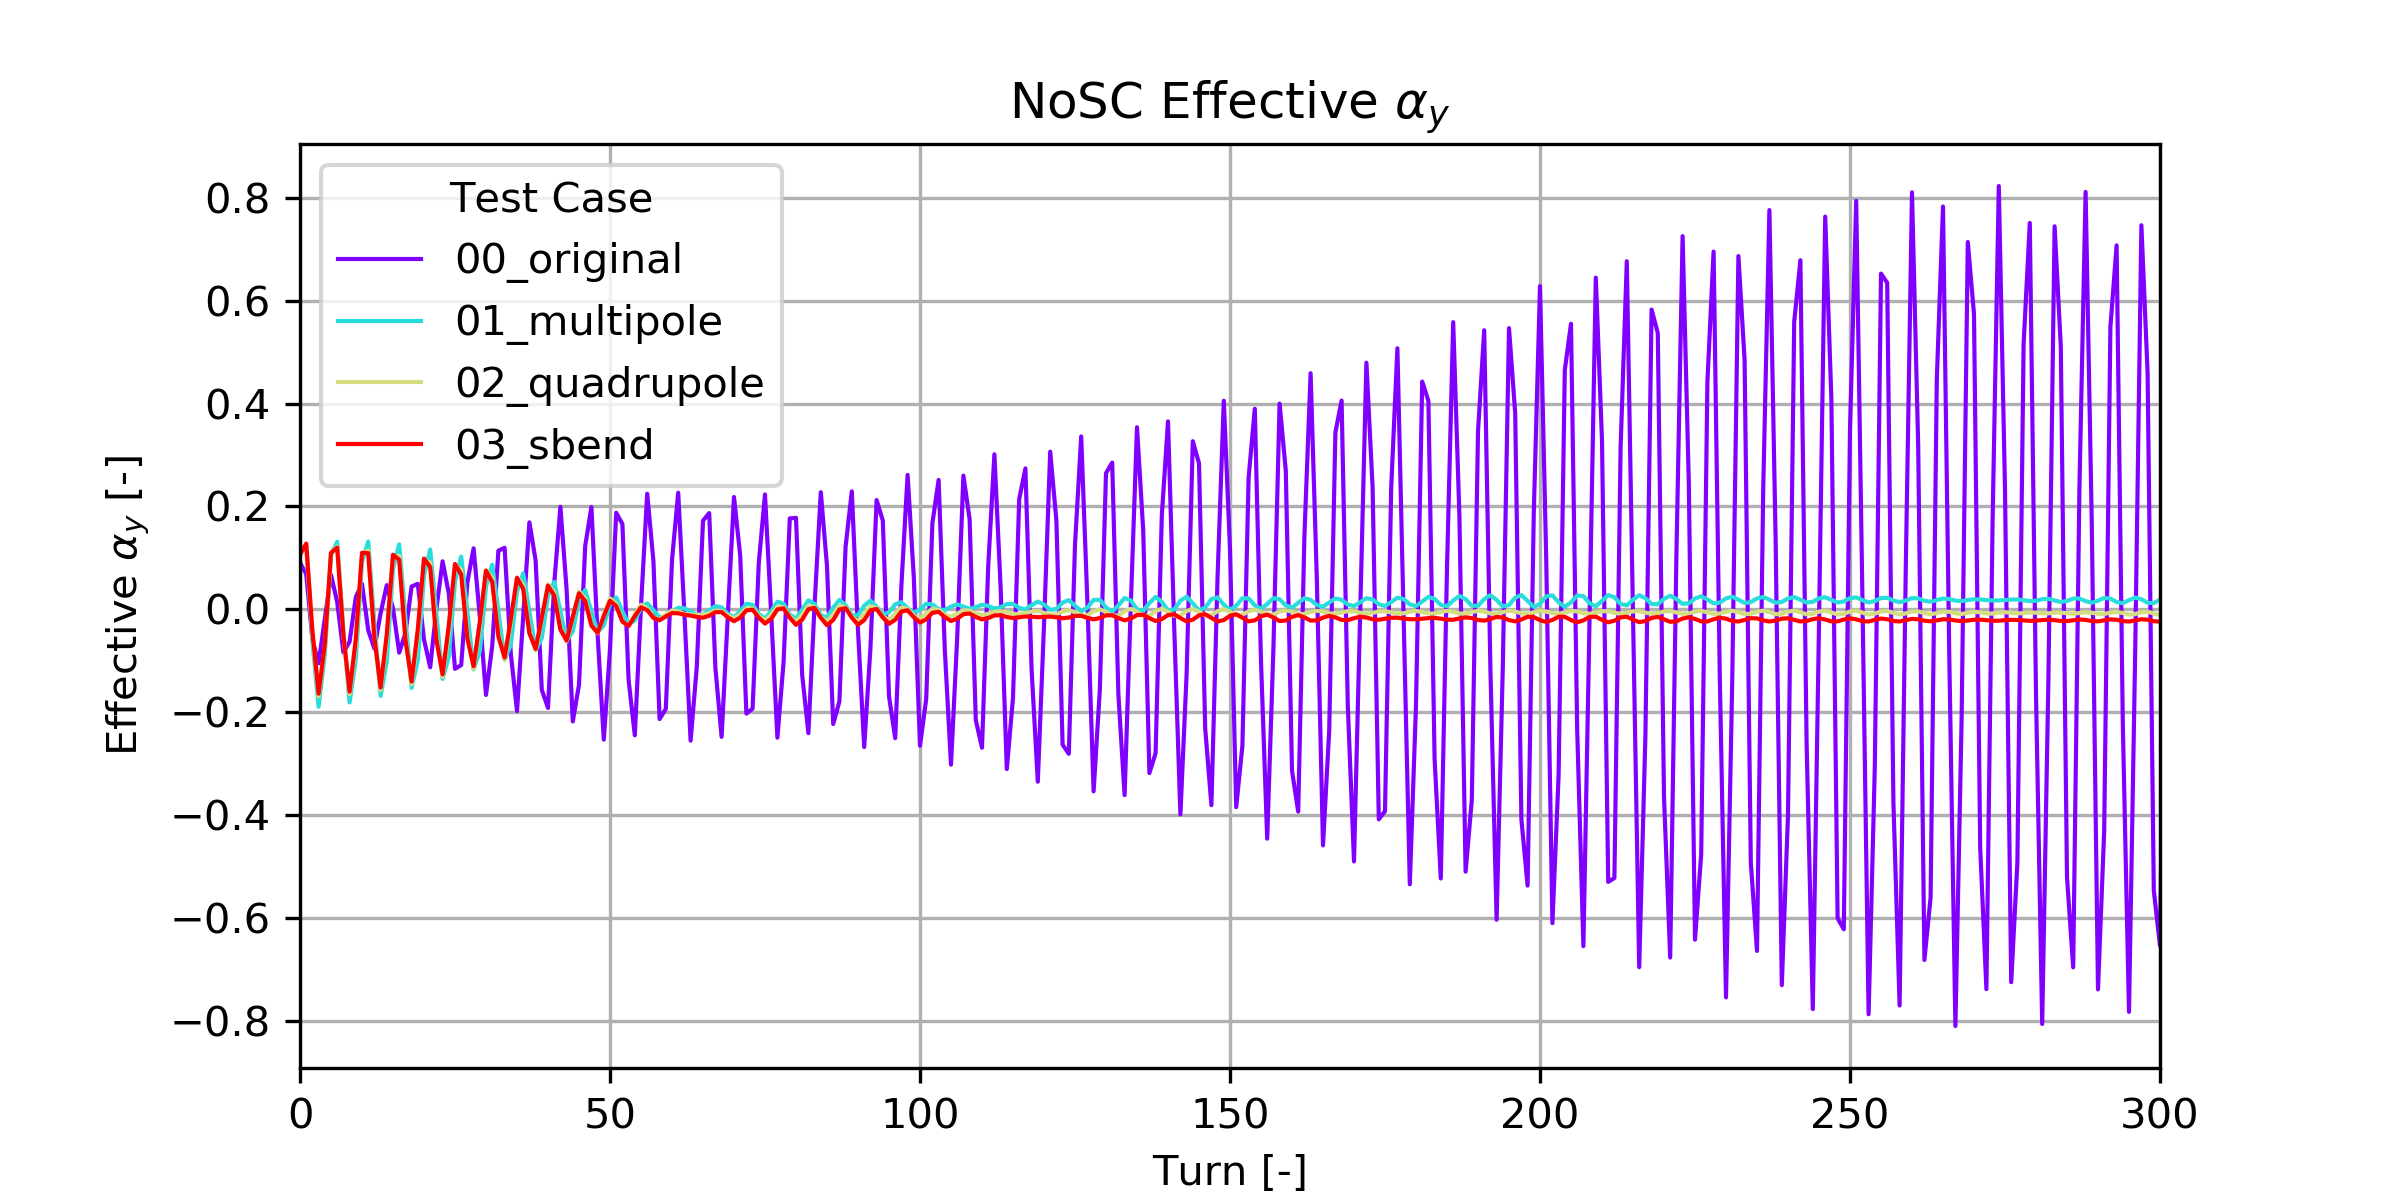 NoSC Effective αy
Test Case
00_original
01_multipole
02_quadrupole
03_sbend
Effective αy [-]
0.8
0.6
0.4
0.2
0.0
−0.2
−0.4
−0.6
−0.8
0 50 100 150 200 250 300
Turn [-]